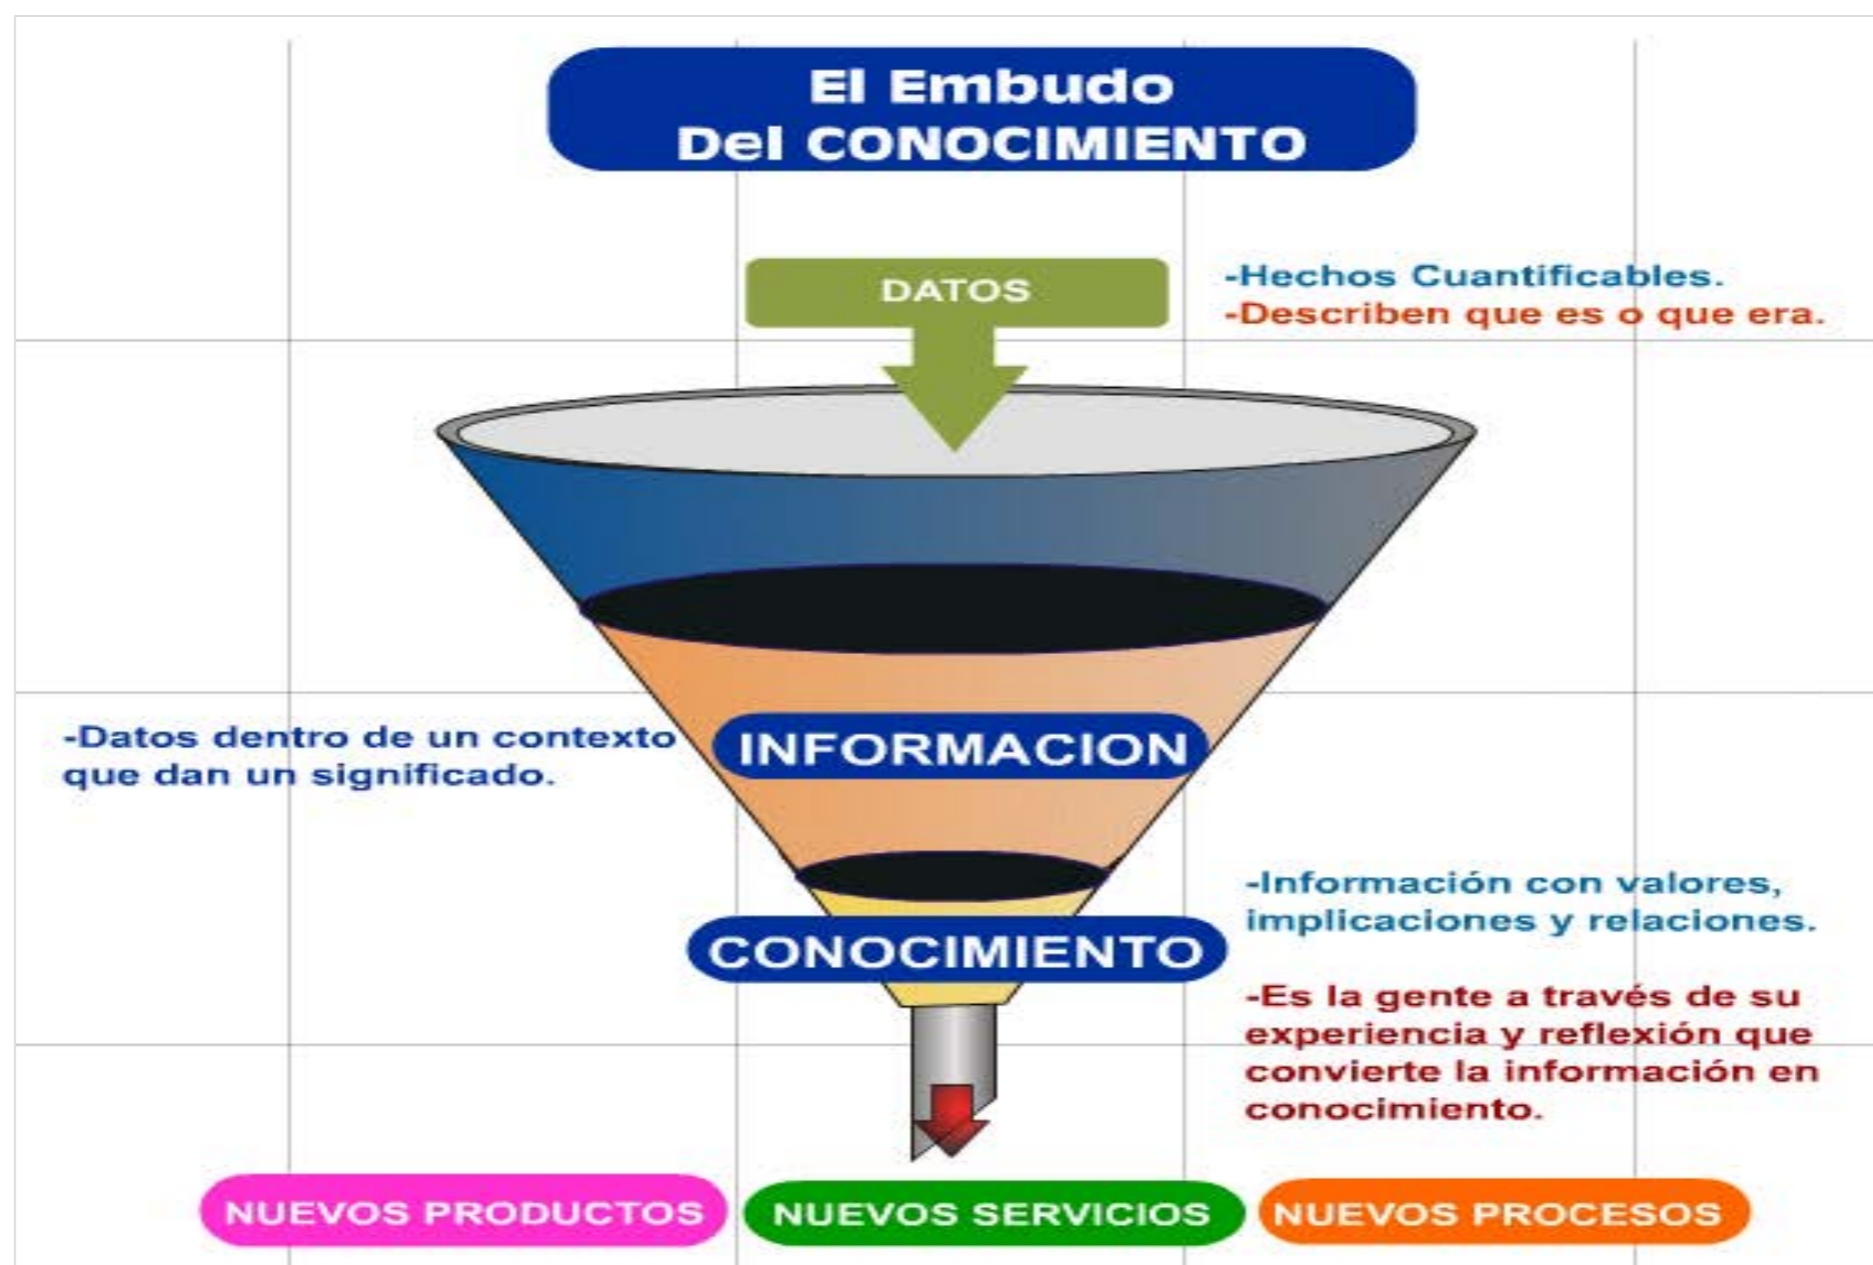 El Embudo
Del CONOCIMIENTO
DATOS
-Hechos Cuantificables.
-Describen que es o que era.
-Datos dentro de un contexto
que dan un significado.
INFORMACION
CONOCIMIENTO
-Información con valores,
implicaciones y relaciones.
-Es la gente a través de su
experiencia y reflexión que
convierte la información en
conocimiento.
NUEVOS PRODUCTOS
NUEVOS SERVICIOS
NUEVOS PROCESOS